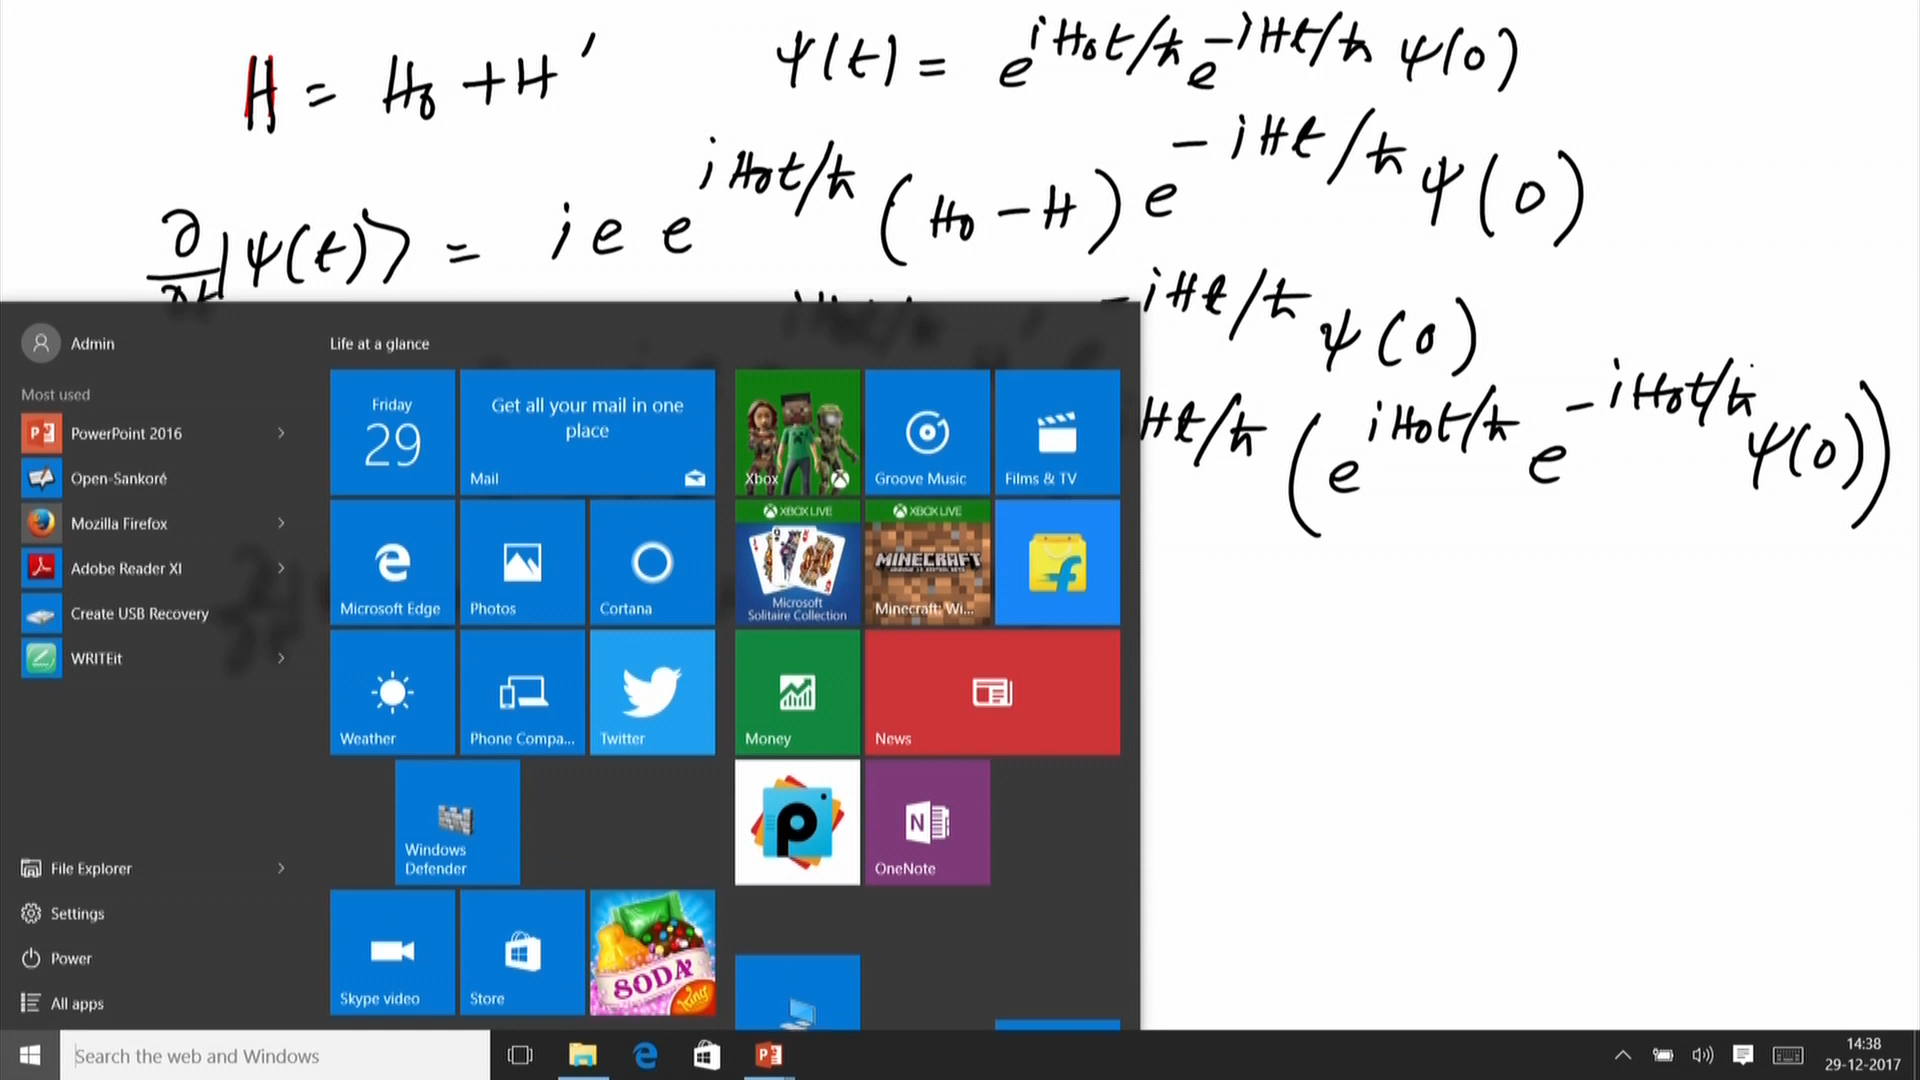 H = H₀ + H′
ψ(t) = e^{iH₀t/ħ} e^{-iHt/ħ} ψ(0)
∂/∂t |ψ(t)⟩ = i e e^{iH₀t/ħ} (H₀ - H) e^{-iHt/ħ} ψ(0)
-iHt/ħ ψ(0)
Ht/ħ (e^{iH₀t/ħ} e^{-iH₀t/ħ} ψ(0))
Admin
Most used
PowerPoint 2016
Open-Sankoré
Mozilla Firefox
Adobe Reader XI
Create USB Recovery
WRITEit
File Explorer
Settings
Power
All apps
Life at a glance
Friday
29
Get all your mail in one
place
Mail
Xbox
Groove Music
Films & TV
Microsoft Edge
Photos
Cortana
XBOX LIVE
Microsoft
Solitaire Collection
XBOX LIVE
MINECRAFT
Minecraft: Wi...
Weather
Phone Compa...
Twitter
Money
News
Windows
Defender
OneNote
Skype video
Store
SODA
King
Search the web and Windows
14:38
29-12-2017